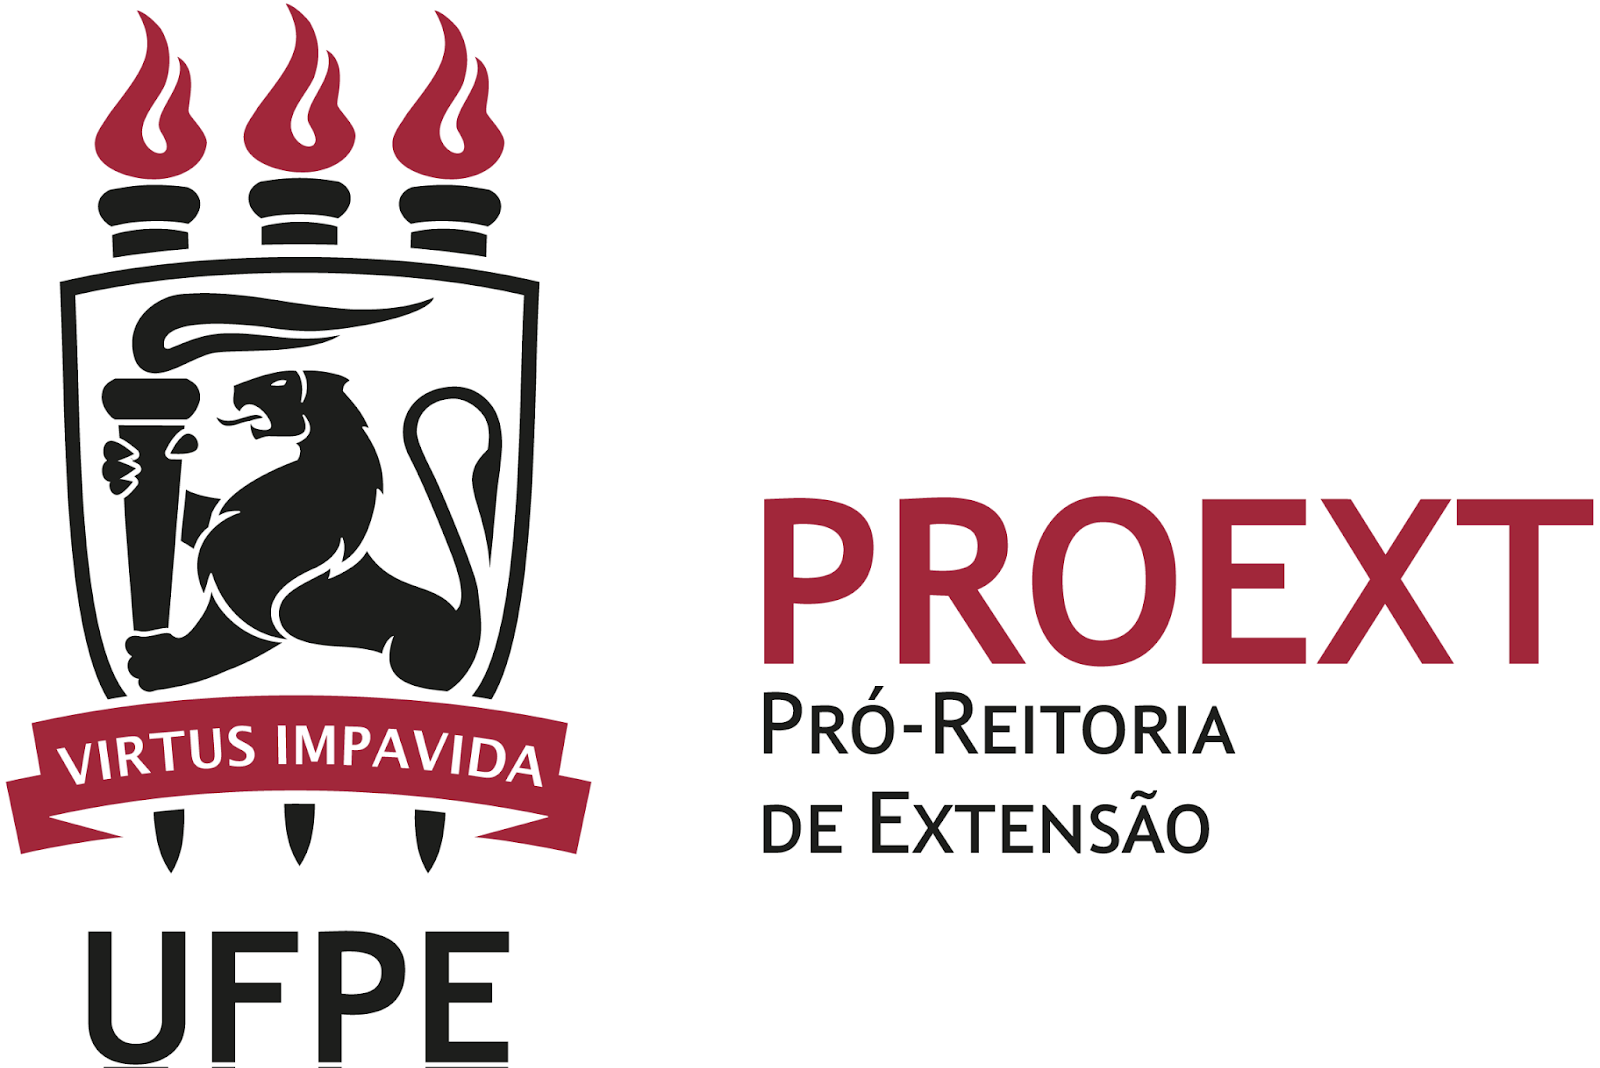 VIRTUS IMPAVIDA
UFPE
PROEXT
PRÓ-REITORIA
DE EXTENSÃO